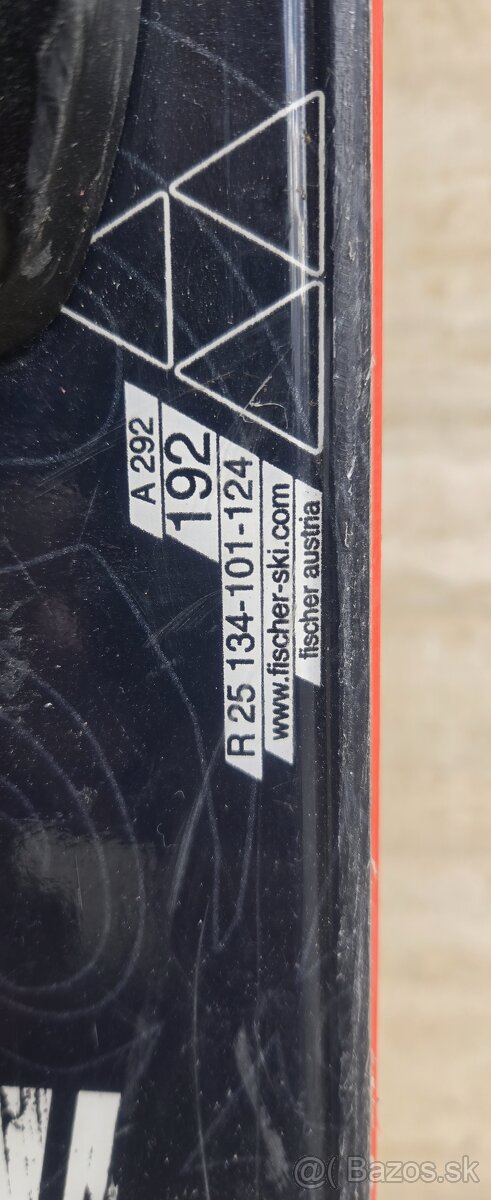 A 292
192
R 25 134-101-124
www.fischer-ski.com
fischer austria
@( Bazos.sk